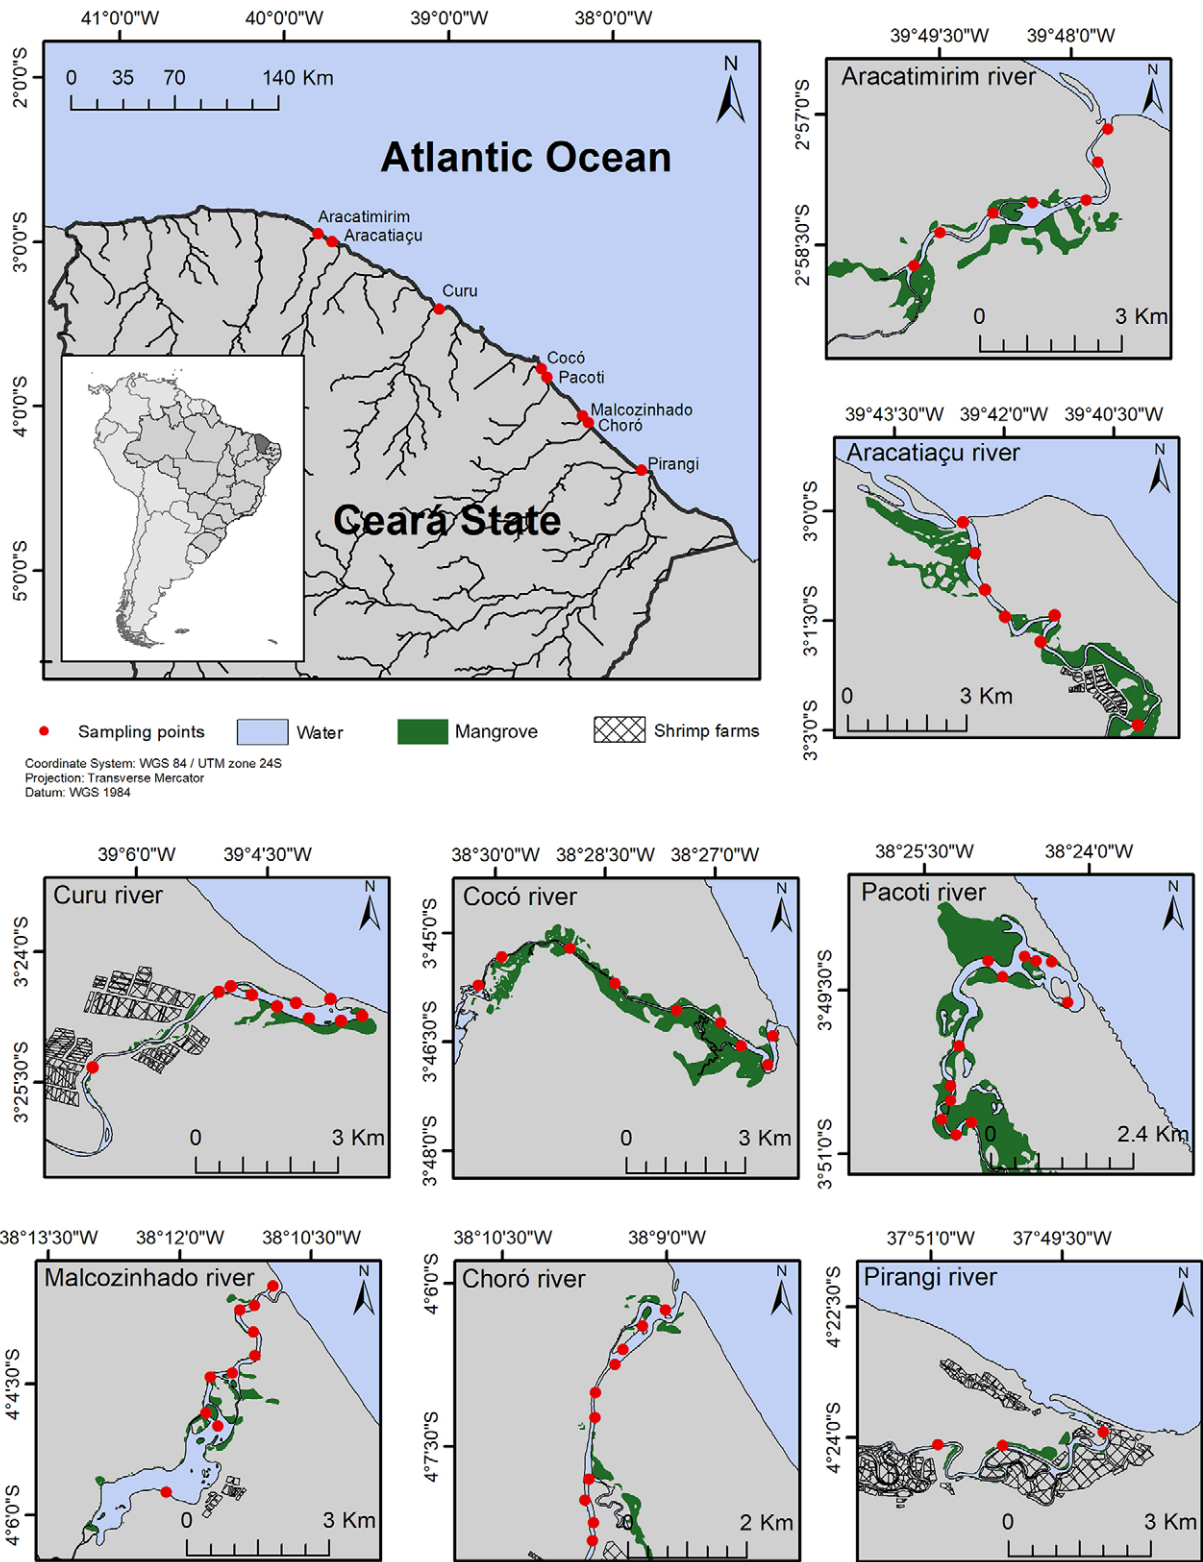 41°0'0"W 40°0'0"W 39°0'0"W 38°0'0"W
2°0'0"S
3°0'0"S
4°0'0"S
5°0'0"S
0 35 70 140 Km
N
Atlantic Ocean
Aracatimirim
Aracatiaçu
Curu
Cocó
Pacoti
Malcozinhado
Choró
Pirangi
Ceará State
Sampling points
Water
Mangrove
Shrimp farms
Coordinate System: WGS 84 / UTM zone 24S
Projection: Transverse Mercator
Datum: WGS 1984
39°49'30"W 39°48'0"W
Aracatimirim river
N
2°57'0"S
2°58'30"S
0 3 Km
39°43'30"W 39°42'0"W 39°40'30"W
Aracatiaçu river
N
3°0'0"S
3°1'30"S
3°3'0"S
0 3 Km
39°6'0"W 39°4'30"W
Curu river
N
3°24'0"S
3°25'30"S
0 3 Km
38°30'0"W 38°28'30"W 38°27'0"W
Cocó river
N
3°45'0"S
3°46'30"S
3°48'0"S
0 3 Km
38°25'30"W 38°24'0"W
Pacoti river
N
3°49'30"S
3°51'0"S
0 2.4 Km
38°13'30"W 38°12'0"W 38°10'30"W
Malcozinhado river
N
4°4'30"S
4°6'0"S
0 3 Km
38°10'30"W 38°9'0"W
Choró river
N
4°6'0"S
4°7'30"S
0 2 Km
37°51'0"W 37°49'30"W
Pirangi river
N
4°22'30"S
4°24'0"S
0 3 Km